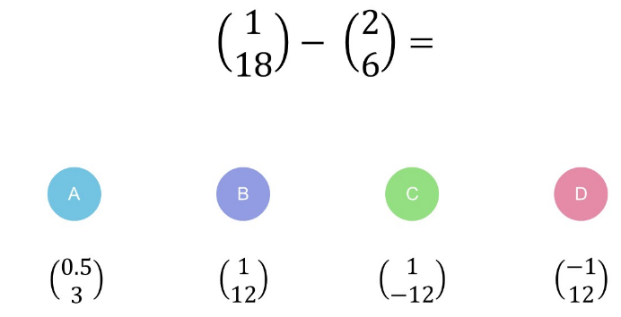 (1 18) − (2 6) =
A B C D
(0.5 3) (1 12) (1 −12) (−1 12)